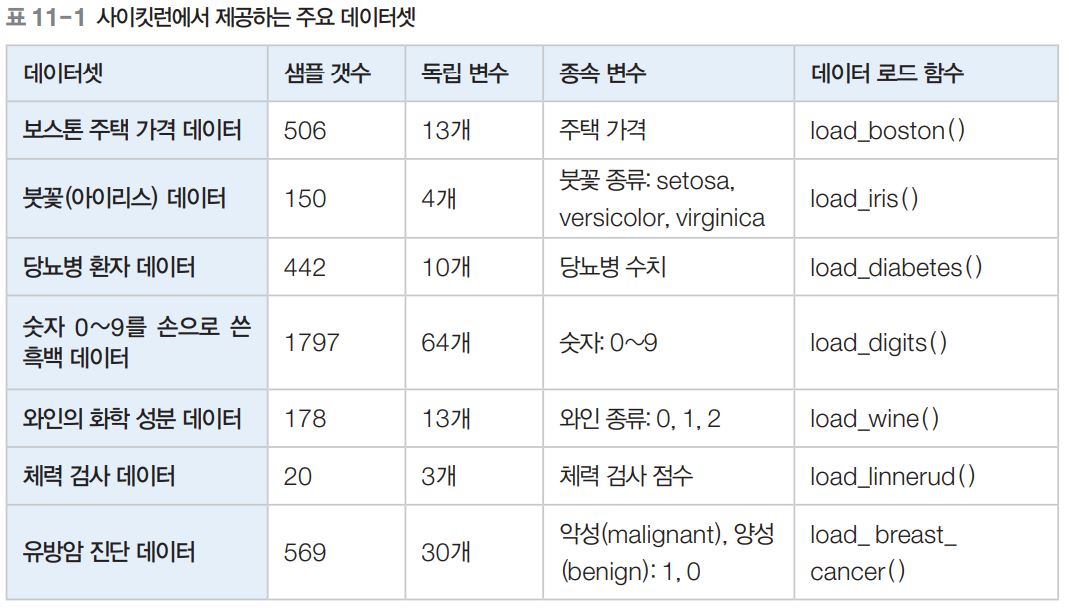 표 11-1 사이킷런에서 제공하는 주요 데이터셋
데이터셋 샘플 갯수 독립 변수 종속 변수 데이터 로드 함수
보스톤 주택 가격 데이터 506 13개 주택 가격 load_boston()
붓꽃(아이리스) 데이터 150 4개 붓꽃 종류: setosa,
versicolor, virginica load_iris()
당뇨병 환자 데이터 442 10개 당뇨병 수치 load_diabetes()
숫자 0~9를 손으로 쓴
흑백 데이터 1797 64개 숫자: 0~9 load_digits()
와인의 화학 성분 데이터 178 13개 와인 종류: 0, 1, 2 load_wine()
체력 검사 데이터 20 3개 체력 검사 점수 load_linnerud()
유방암 진단 데이터 569 30개 악성(malignant), 양성
(benign): 1, 0 load_ breast_
cancer()